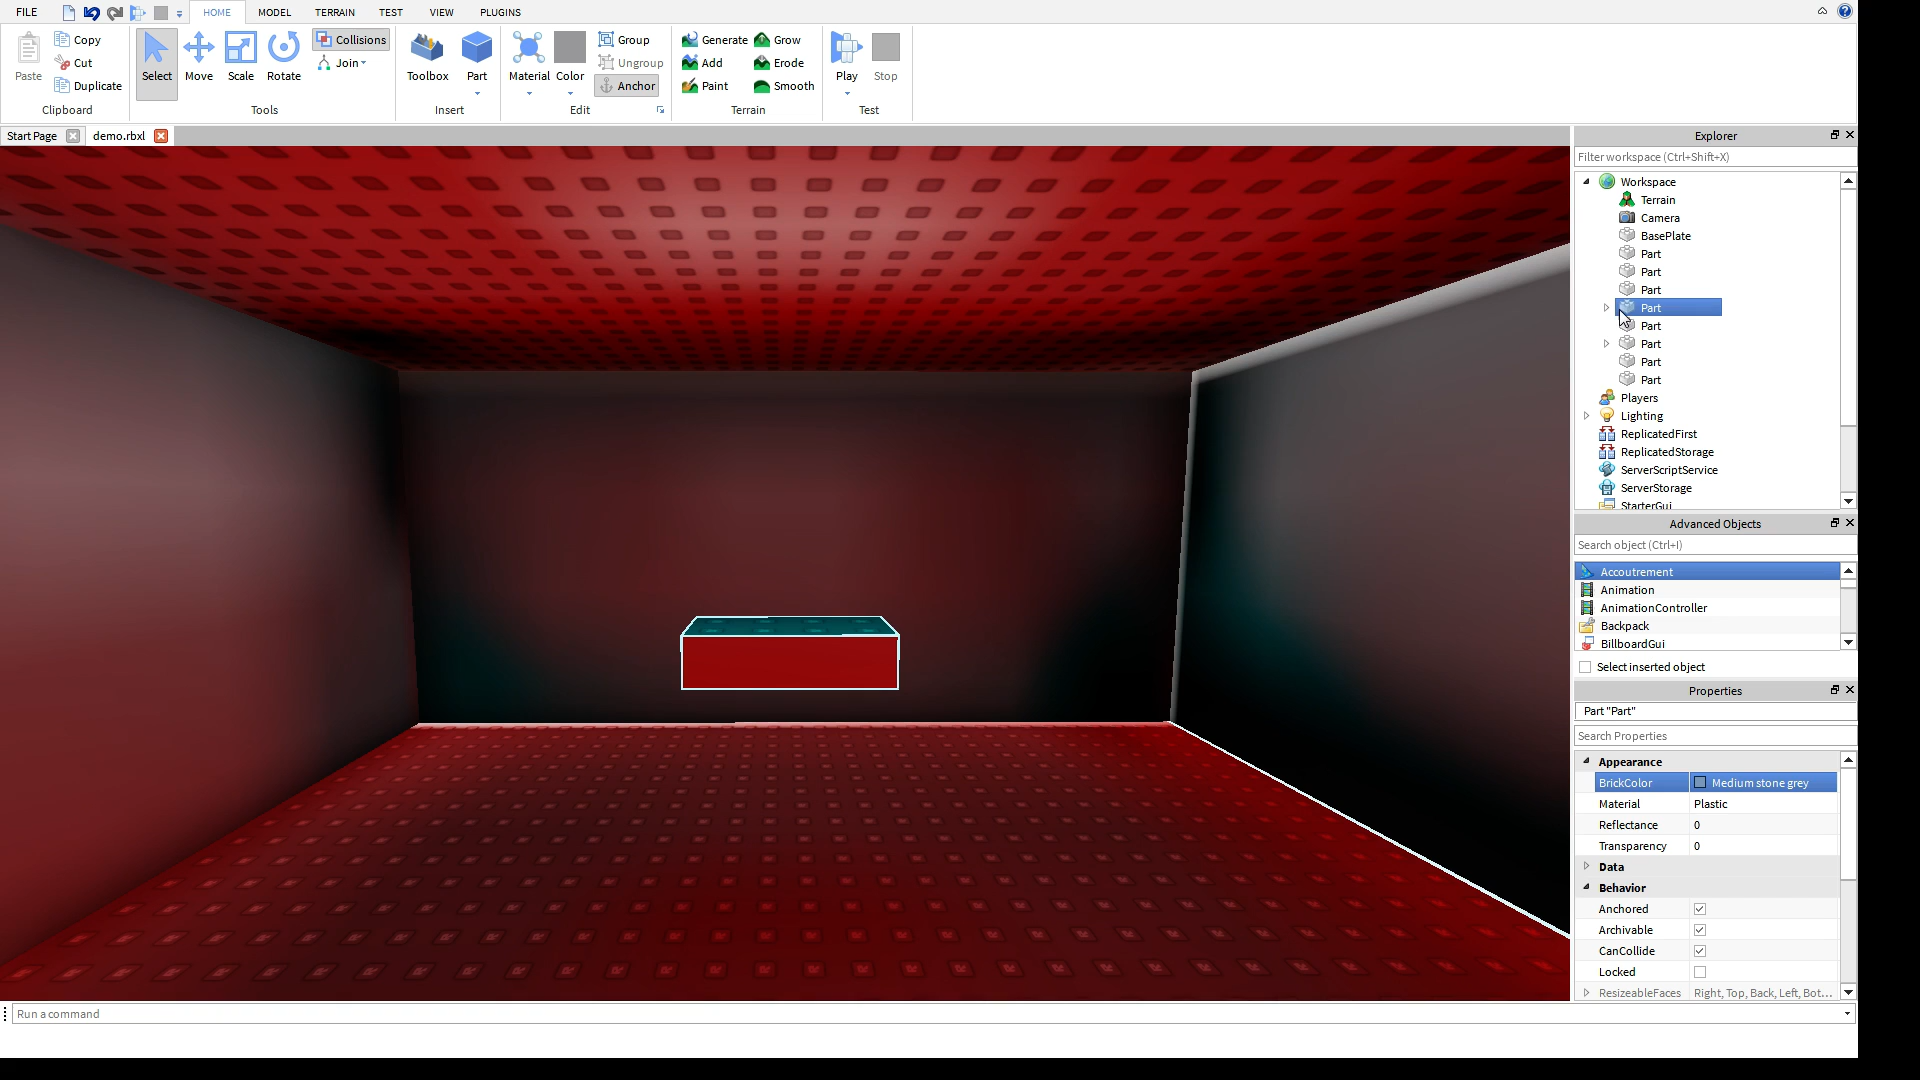 FILE HOME MODEL TERRAIN TEST VIEW PLUGINS
Paste
Copy
Cut
Duplicate
Clipboard
Select Move Scale Rotate
Collisions
Join
Tools
Toolbox Part
Insert
Material Color
Group
Ungroup
Anchor
Edit
Generate Grow
Add Erode
Paint Smooth
Terrain
Play Stop
Test
Start Page demo.rbxl
Explorer
Filter workspace (Ctrl+Shift+X)
Workspace
Terrain
Camera
BasePlate
Part
Part
Part
Part
Part
Part
Part
Part
Players
Lighting
ReplicatedFirst
ReplicatedStorage
ServerScriptService
ServerStorage
StarterGui
Advanced Objects
Search object (Ctrl+I)
Accoutrement
Animation
AnimationController
Backpack
BillboardGui
Select inserted object
Properties
Part "Part"
Search Properties
Appearance
BrickColor Medium stone grey
Material Plastic
Reflectance 0
Transparency 0
Data
Behavior
Anchored
Archivable
CanCollide
Locked
ResizeableFaces Right, Top, Back, Left, Bot...
Run a command